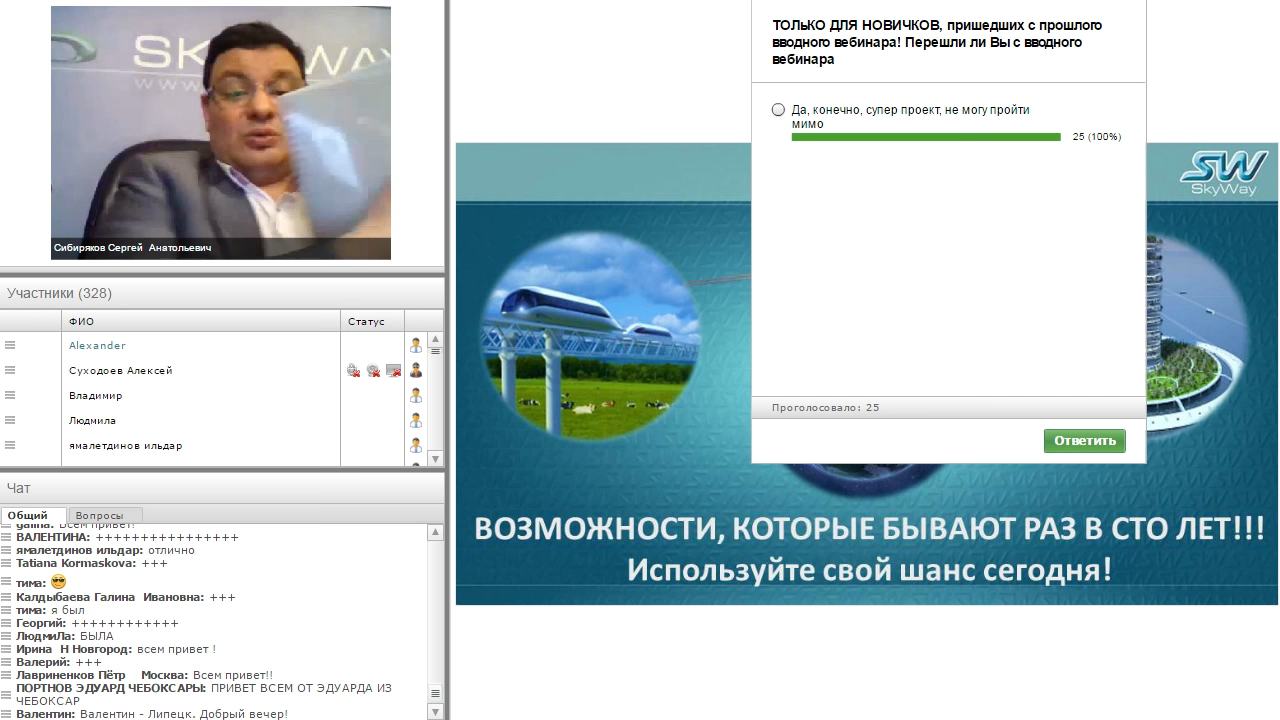 SK WAY
www
Сибиряков Сергей Анатольевич
Участники (328)
ФИО
Статус
Alexander
Суходоев Алексей
Владимир
Людмила
ямалетдинов ильдар
Чат
Общий
Вопросы
galina: Всем привет!
ВАЛЕНТИНА: ++++++++++++++++
ямалетдинов ильдар: отлично
Tatiana Kormaskova: +++
тима:
Калдыбаева Галина Ивановна: +++
тима: я был
Георгий: ++++++++++++
ЛюдмиЛа: БЫЛА
Ирина Н Новгород: всем привет !
Валерий: +++
Лавриненков Пётр Москва: Всем привет!!
ПОРТНОВ ЭДУАРД ЧЕБОКСАРЫ: ПРИВЕТ ВСЕМ ОТ ЭДУАРДА ИЗ
ЧЕБОКСАР
Валентин: Валентин - Липецк. Добрый вечер!
ТОЛьКО ДЛЯ НОВИЧКОВ, пришедших с прошлого
вводного вебинара! Перешли ли Вы с вводного
вебинара
Да, конечно, супер проект, не могу пройти
мимо
25 (100%)
Проголосовало: 25
Ответить
SW
SkyWay
ВОЗМОЖНОСТИ, КОТОРЫЕ БЫВАЮТ РАЗ В СТО ЛЕТ!!!
Используйте свой шанс сегодня!